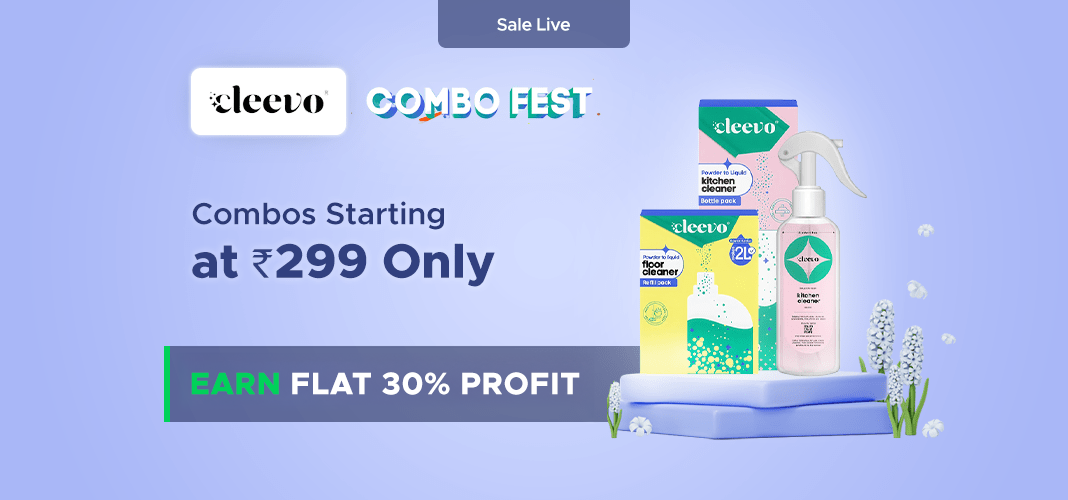 Sale Live
cleevo
COMBO FEST
Combos Starting
at ₹299 Only
EARN FLAT 30% PROFIT
cleevo
Powder to Liquid
kitchen
cleaner
Bottle pack
cleevo
2L
Powder to liquid
floor
cleaner
Refill pack
cleevo
kitchen
cleaner